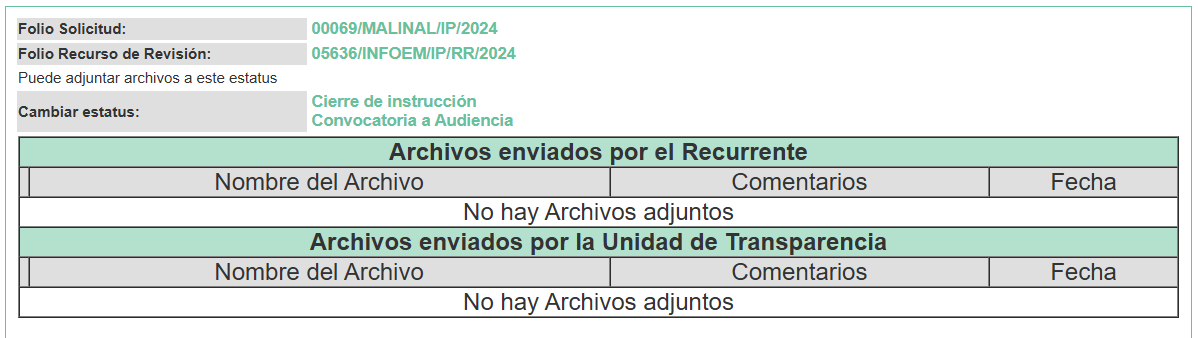 Folio Solicitud: 00069/MALINAL/IP/2024
Folio Recurso de Revisión: 05636/INFOEM/IP/RR/2024
Puede adjuntar archivos a este estatus
Cambiar estatus: Cierre de instrucción
Convocatoria a Audiencia
Archivos enviados por el Recurrente
Nombre del Archivo Comentarios Fecha
No hay Archivos adjuntos
Archivos enviados por la Unidad de Transparencia
Nombre del Archivo Comentarios Fecha
No hay Archivos adjuntos